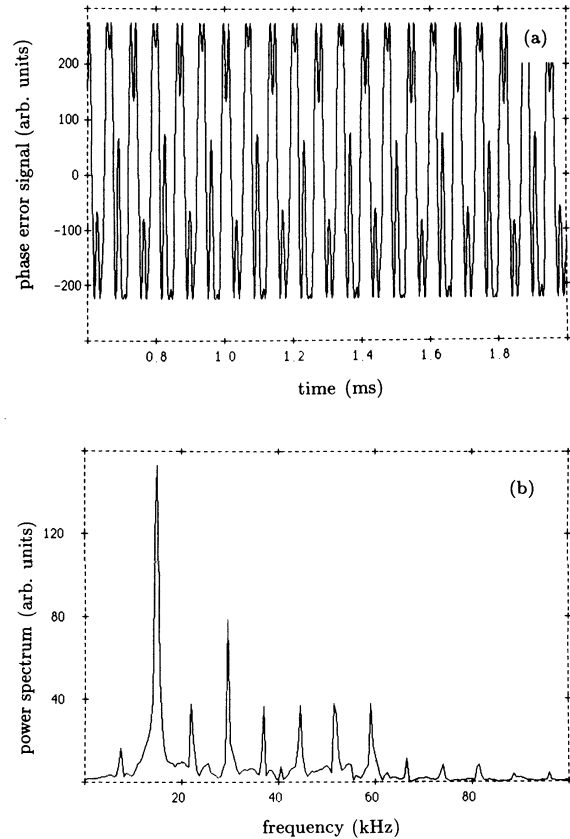 (a)
phase error signal (arb. units)
200
100
0
−100
−200
0.8 1 0 1.2 1.4 1.6 1.8
time (ms)
(b)
power spectrum (arb. units)
120
80
40
20 40 60 80
frequency (kHz)